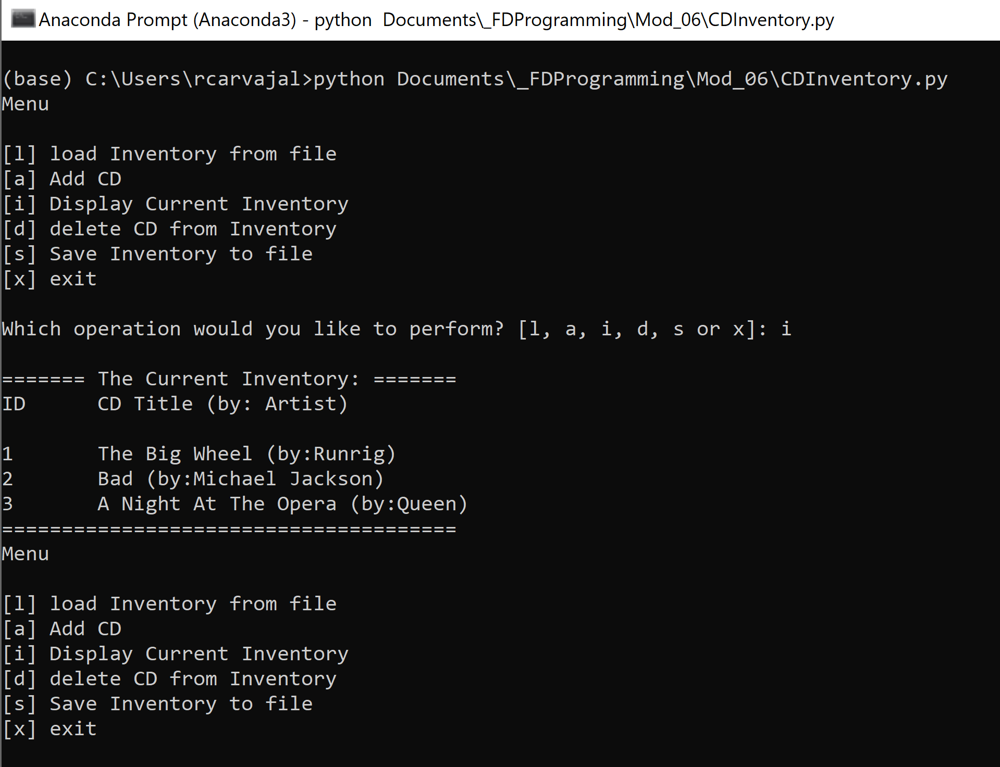 Anaconda Prompt (Anaconda3) - python  Documents\_FDProgramming\Mod_06\CDInventory.py
(base) C:\Users\rcarvajal>python Documents\_FDProgramming\Mod_06\CDInventory.py
Menu
[l] load Inventory from file
[a] Add CD
[i] Display Current Inventory
[d] delete CD from Inventory
[s] Save Inventory to file
[x] exit
Which operation would you like to perform? [l, a, i, d, s or x]: i
======= The Current Inventory: =======
ID      CD Title (by: Artist)
1       The Big Wheel (by:Runrig)
2       Bad (by:Michael Jackson)
3       A Night At The Opera (by:Queen)
======================================
Menu
[l] load Inventory from file
[a] Add CD
[i] Display Current Inventory
[d] delete CD from Inventory
[s] Save Inventory to file
[x] exit